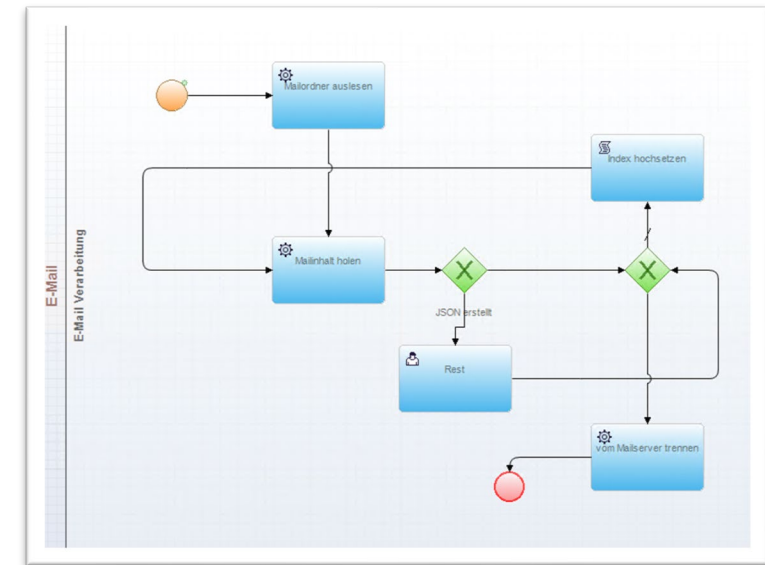 E-Mail
E-Mail Verarbeitung
Mailordner auslesen
Index hochsetzen
Mailinhalt holen
JSON erstellt
Rest
vom Mailserver trennen